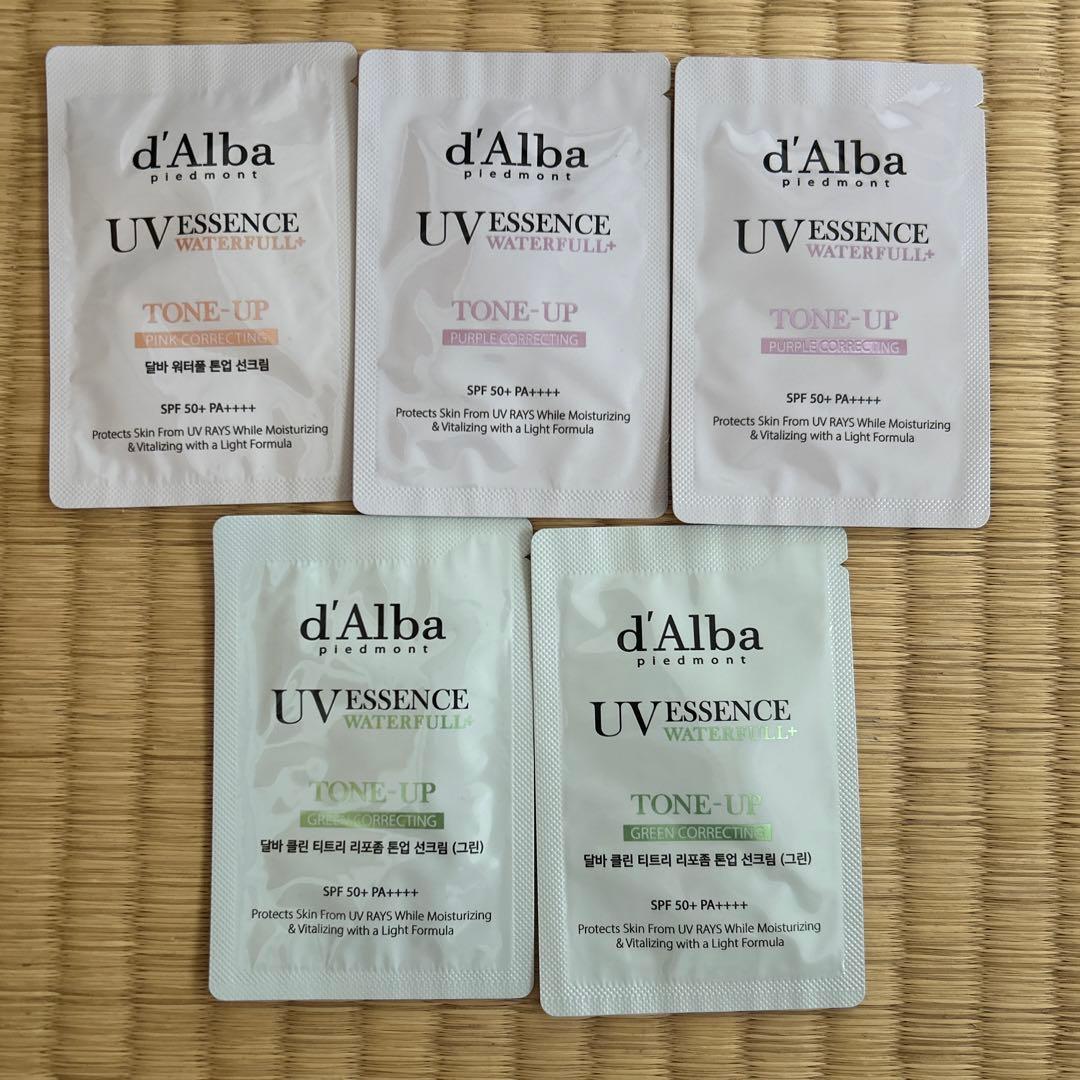 d'Alba
piedmont
UV ESSENCE
WATERFULL+
TONE-UP
PINK CORRECTING
달바 워터풀 톤업 선크림
SPF 50+ PA++++
Protects Skin From UV RAYS While Moisturizing
& Vitalizing with a Light Formula
d'Alba
piedmont
UV ESSENCE
WATERFULL+
TONE-UP
PURPLE CORRECTING
SPF 50+ PA++++
Protects Skin From UV RAYS While Moisturizing
& Vitalizing with a Light Formula
d'Alba
piedmont
UV ESSENCE
WATERFULL+
TONE-UP
PURPLE CORRECTING
SPF 50+ PA++++
Protects Skin From UV RAYS While Moisturizing
& Vitalizing with a Light Formula
d'Alba
piedmont
UV ESSENCE
WATERFULL+
TONE-UP
GREEN CORRECTING
달바 클린 티트리 리포좀 톤업 선크림 (그린)
SPF 50+ PA++++
Protects Skin From UV RAYS While Moisturizing
& Vitalizing with a Light Formula
d'Alba
piedmont
UV ESSENCE
WATERFULL+
TONE-UP
GREEN CORRECTING
달바 클린 티트리 리포좀 톤업 선크림 (그린)
SPF 50+ PA++++
Protects Skin From UV RAYS While Moisturizing
& Vitalizing with a Light Formula